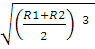 √((R1+R2)/2) ³